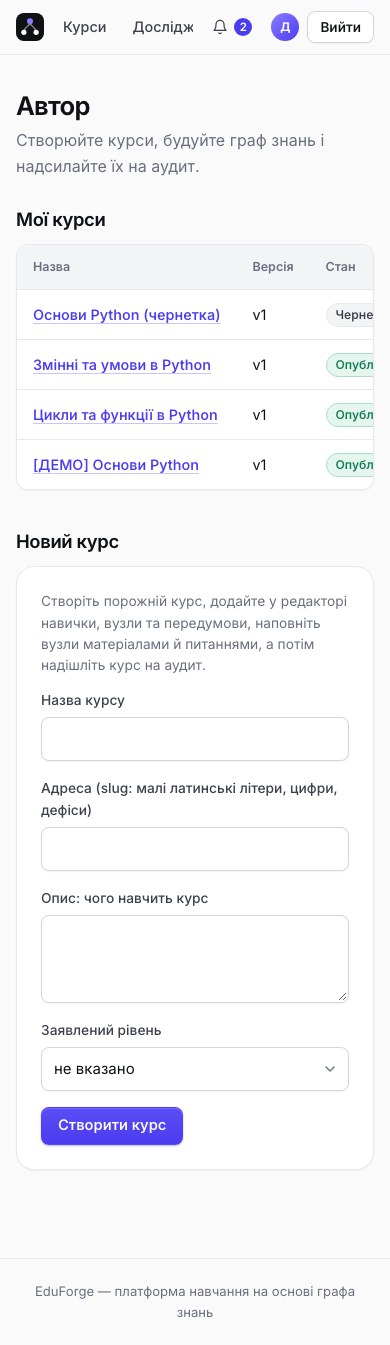 Курси Дослідж 2 Д Вийти
Автор
Створюйте курси, будуйте граф знань і
надсилайте їх на аудит.
Мої курси
Назва Версія Стан
Основи Python (чернетка) v1 Черне
Змінні та умови в Python v1 Опубл
Цикли та функції в Python v1 Опубл
[ДЕМО] Основи Python v1 Опубл
Новий курс
Створіть порожній курс, додайте у редакторі
навички, вузли та передумови, наповніть
вузли матеріалами й питаннями, а потім
надішліть курс на аудит.
Назва курсу
Адреса (slug: малі латинські літери, цифри,
дефіси)
Опис: чого навчить курс
Заявлений рівень
не вказано
Створити курс
EduForge — платформа навчання на основі графа
знань